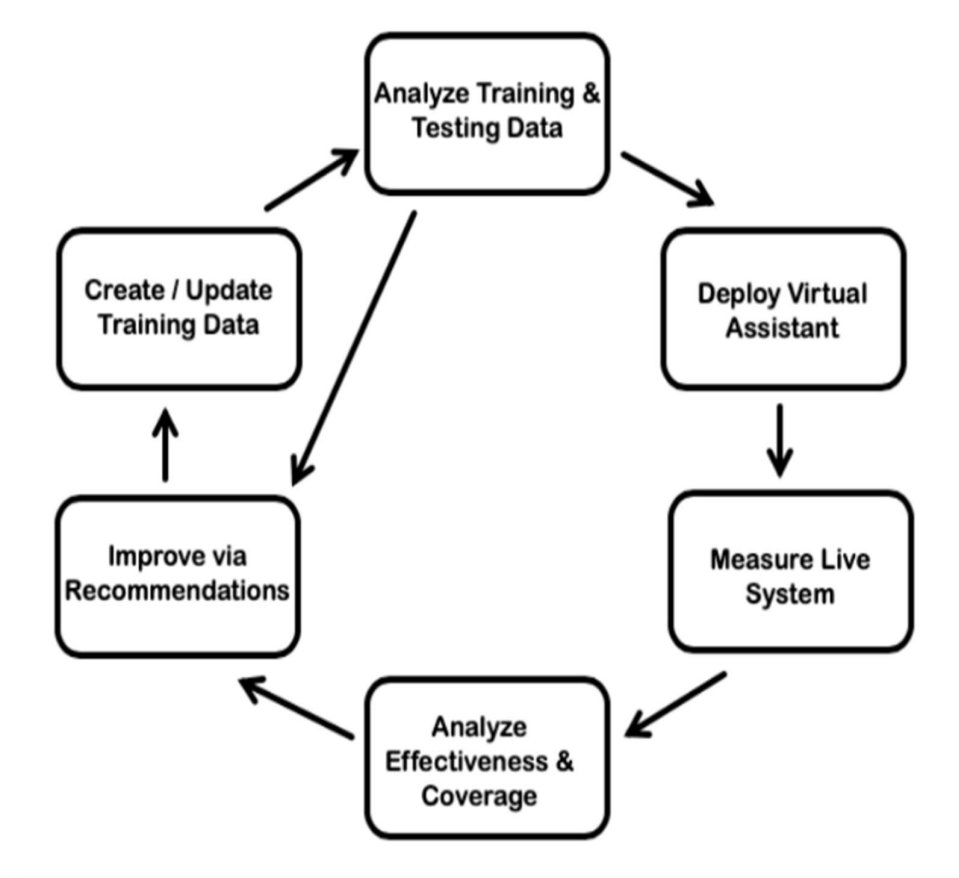 Analyze Training &
Testing Data
Create / Update
Training Data
Deploy Virtual
Assistant
Improve via
Recommendations
Measure Live
System
Analyze
Effectiveness &
Coverage